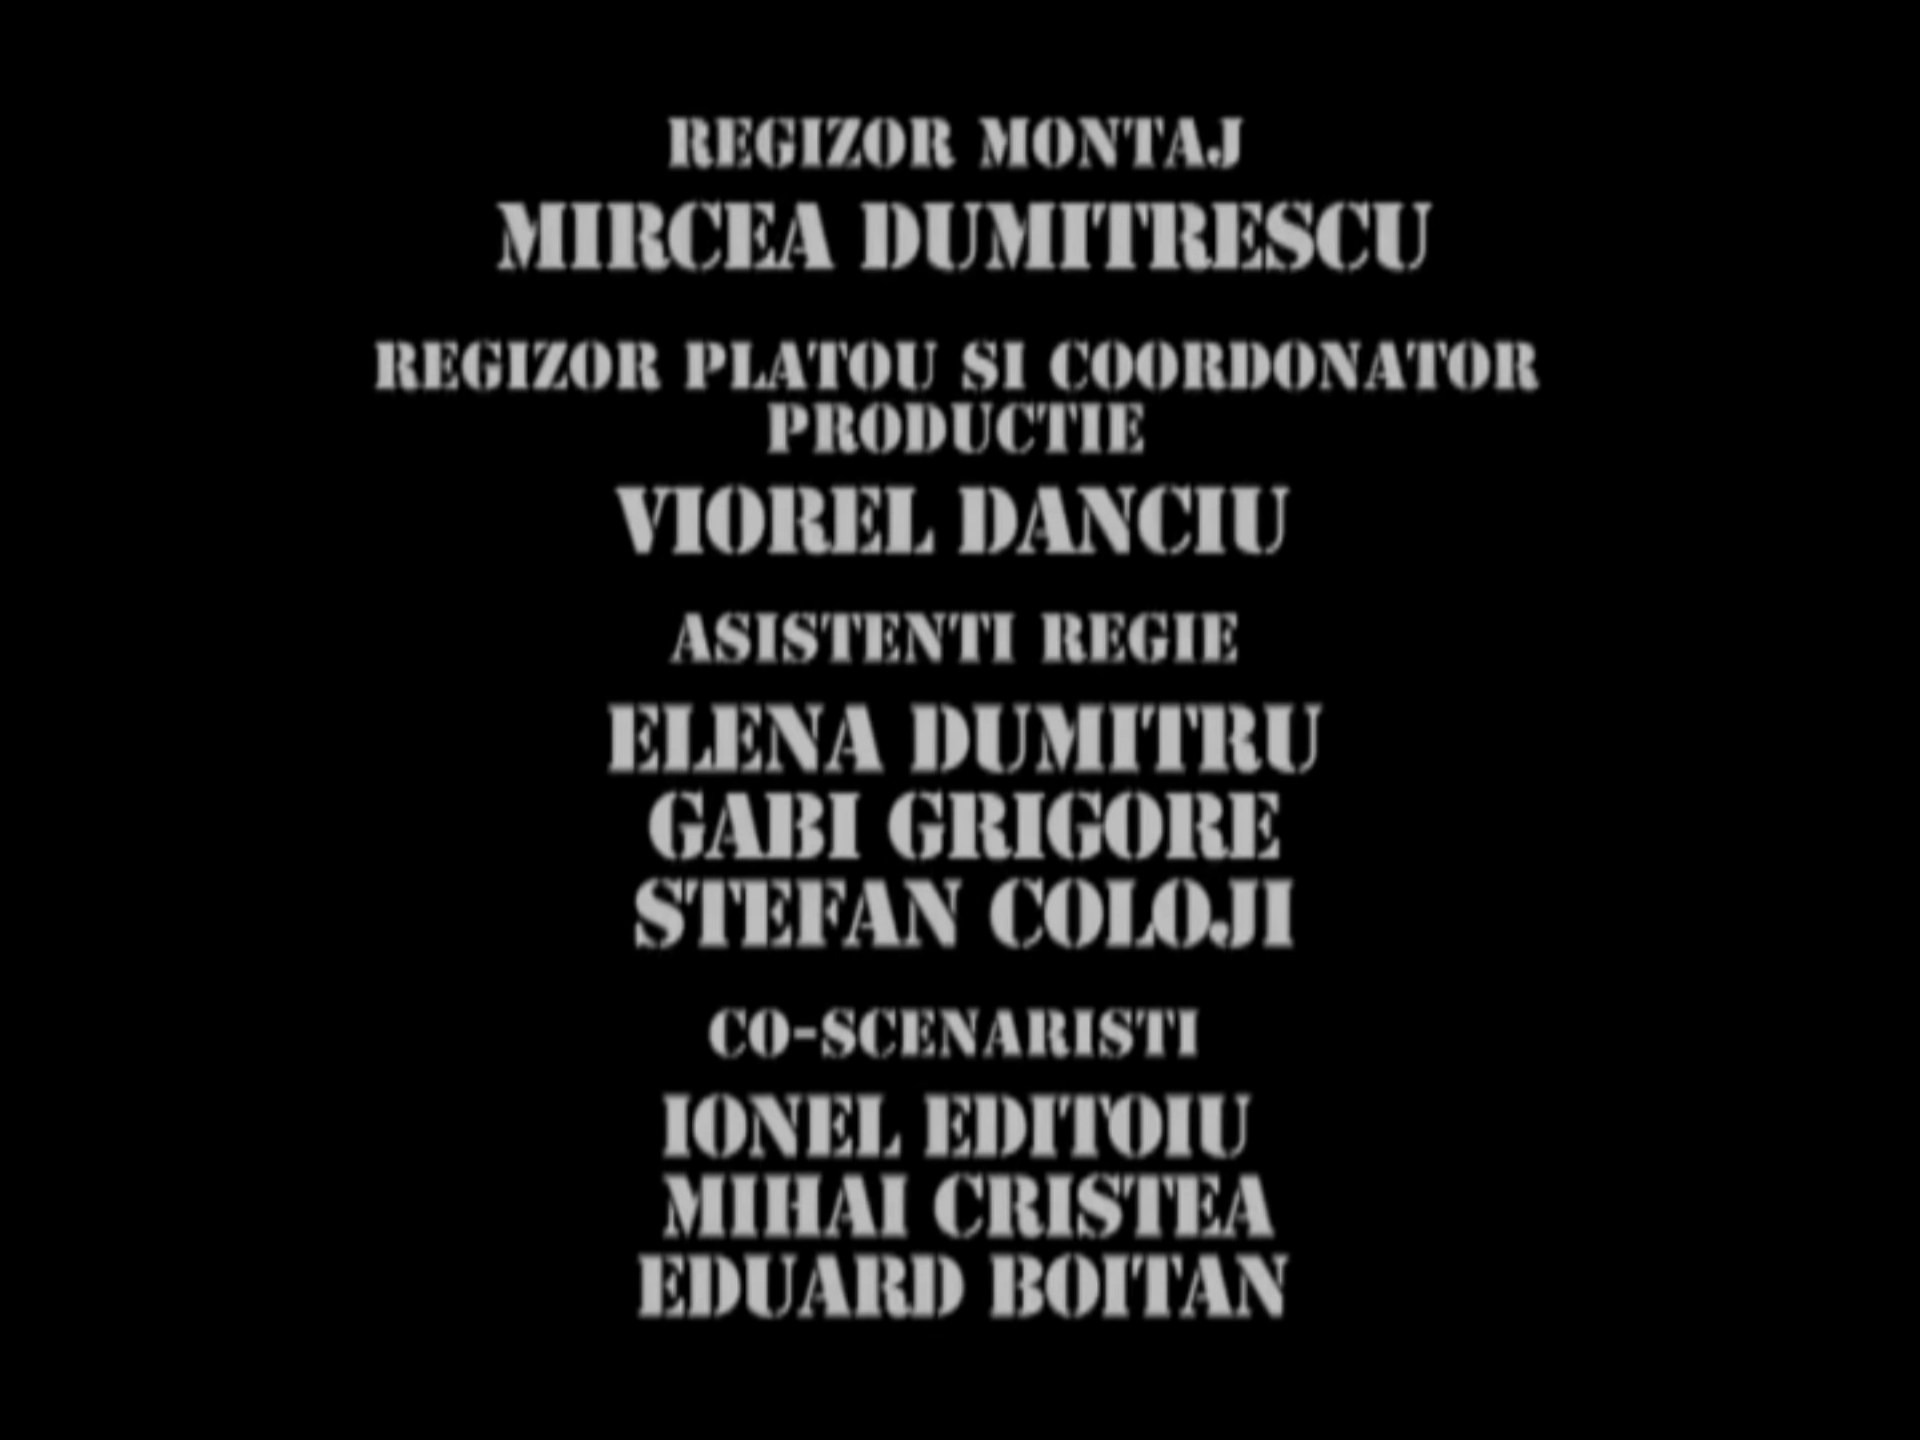 REGIZOR MONTAJ
MIRCEA DUMITRESCU
REGIZOR PLATOU SI COORDONATOR
PRODUCTIE
VIOREL DANCIU
ASISTENTI REGIE
ELENA DUMITRU
GABI GRIGORE
STEFAN COLOJI
CO-SCENARISTI
IONEL EDITOIU
MIHAI CRISTEA
EDUARD BOITAN